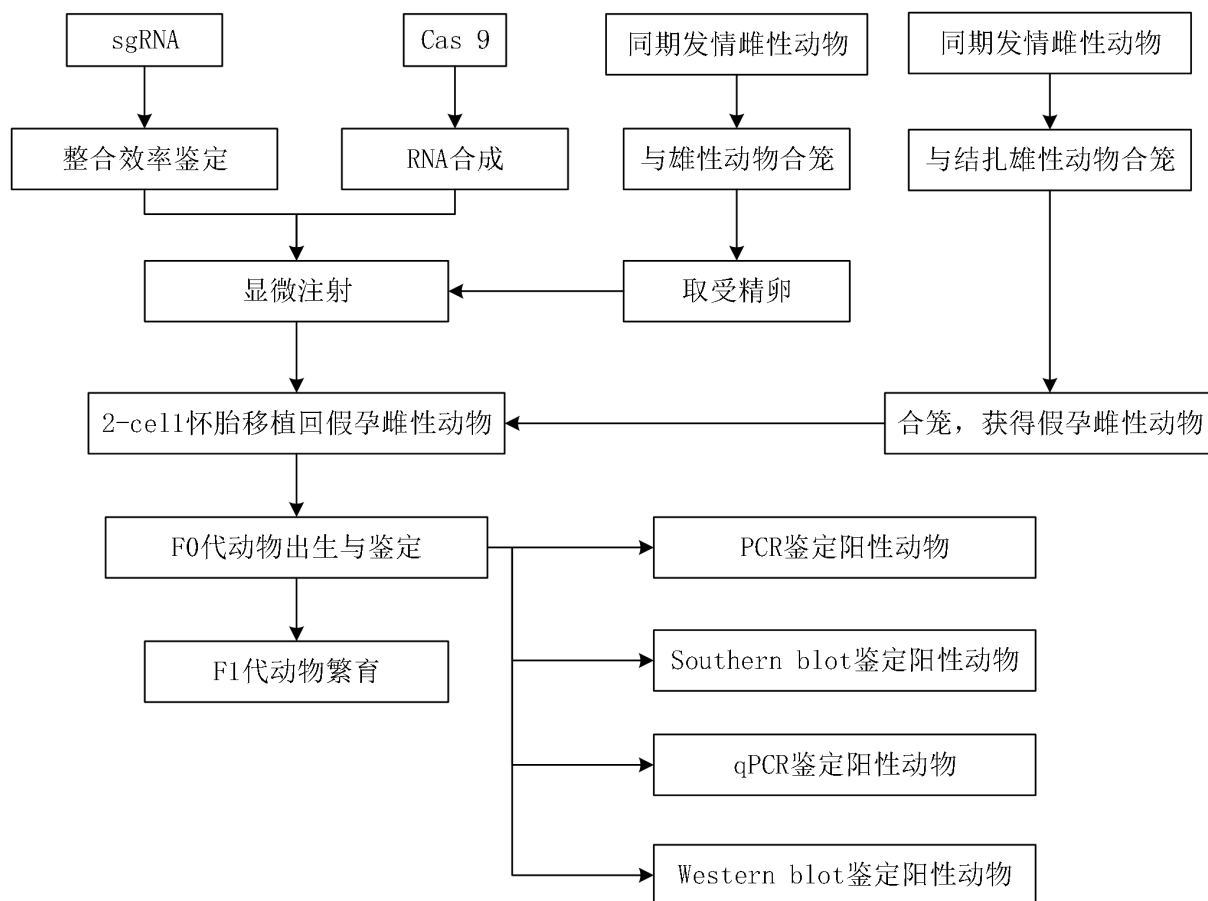 sgRNA
Cas 9
同期发情雌性动物
同期发情雌性动物
整合效率鉴定
RNA合成
与雄性动物合笼
与结扎雄性动物合笼
显微注射
取受精卵
2-cell怀胎移植回假孕雌性动物
合笼，获得假孕雌性动物
F0代动物出生与鉴定
PCR鉴定阳性动物
F1代动物繁育
Southern blot鉴定阳性动物
qPCR鉴定阳性动物
Western blot鉴定阳性动物